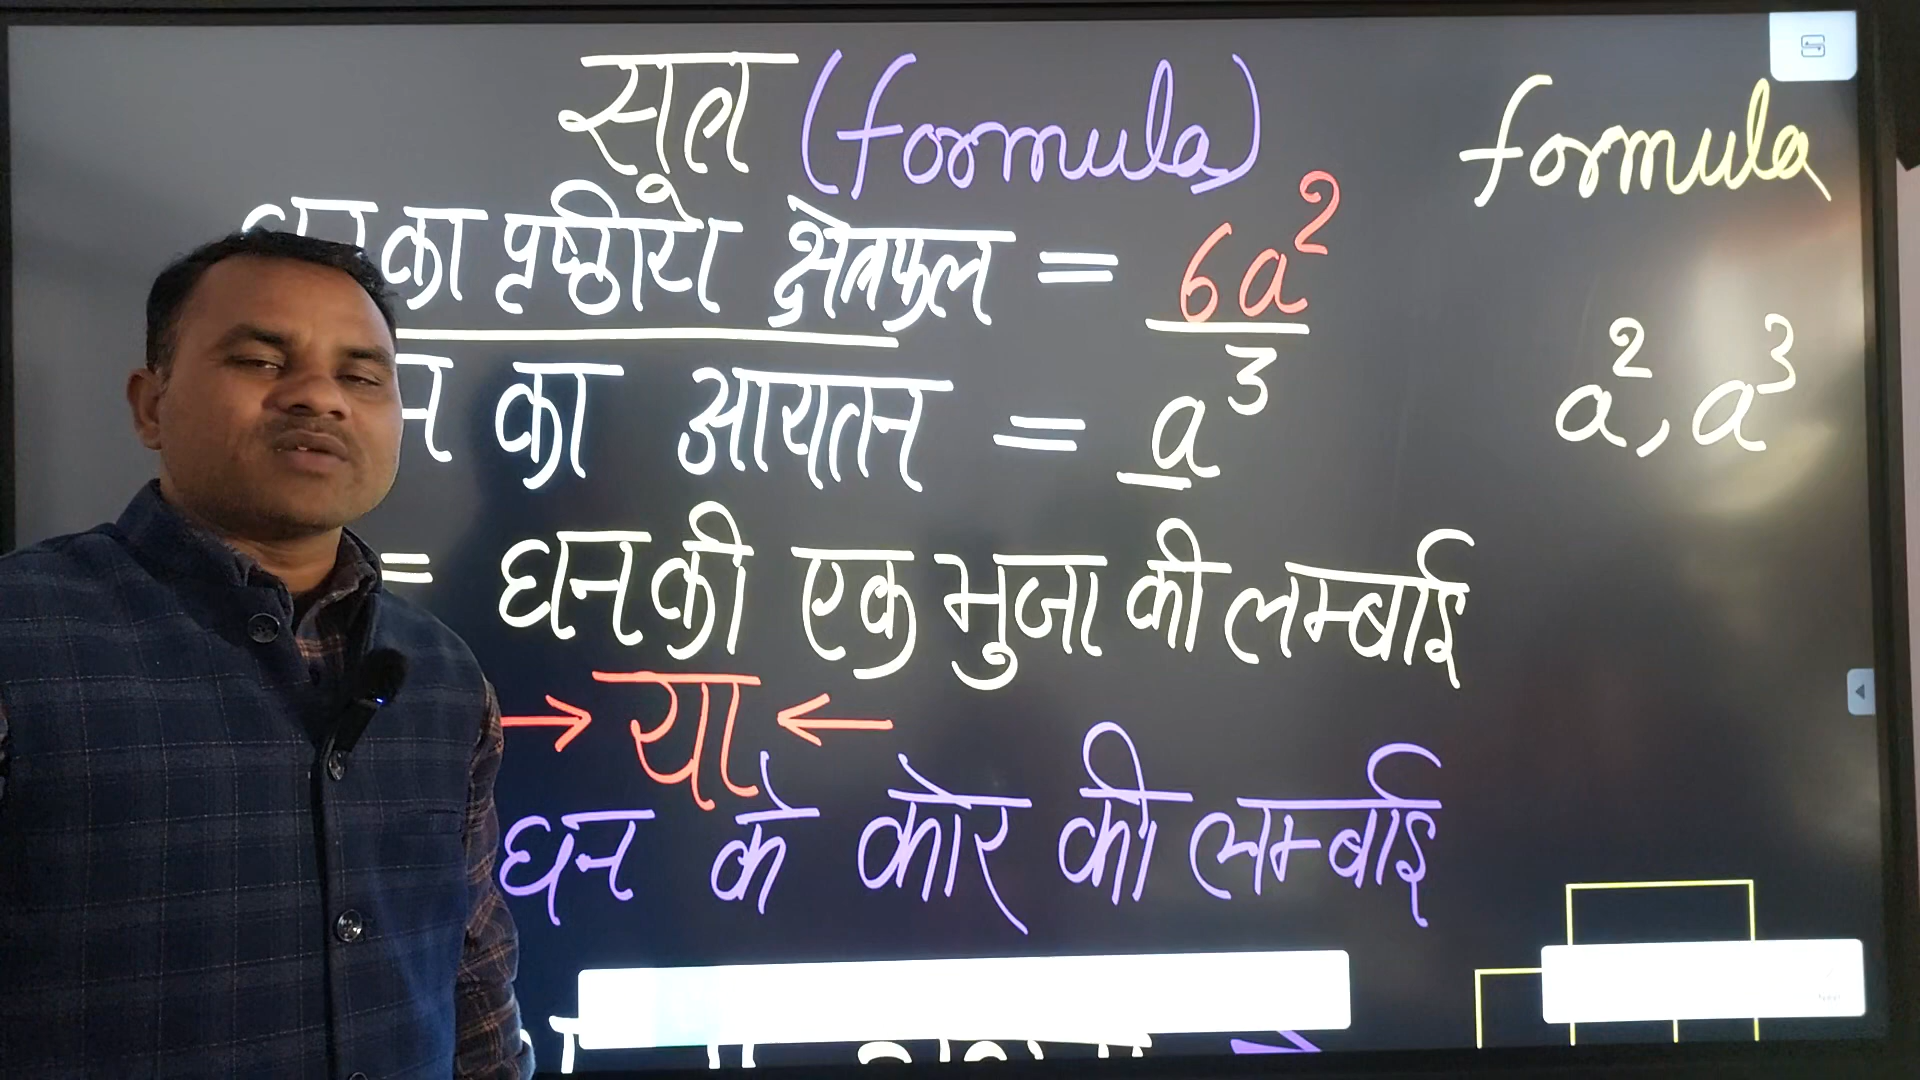 सूत्र (formula) formula
का पृष्ठीय क्षेत्रफल = 6a²
न का आयतन = a³ a², a³
= घन की एक भुजा की लम्बाई
→ या ←
घन के कोर की लम्बाई